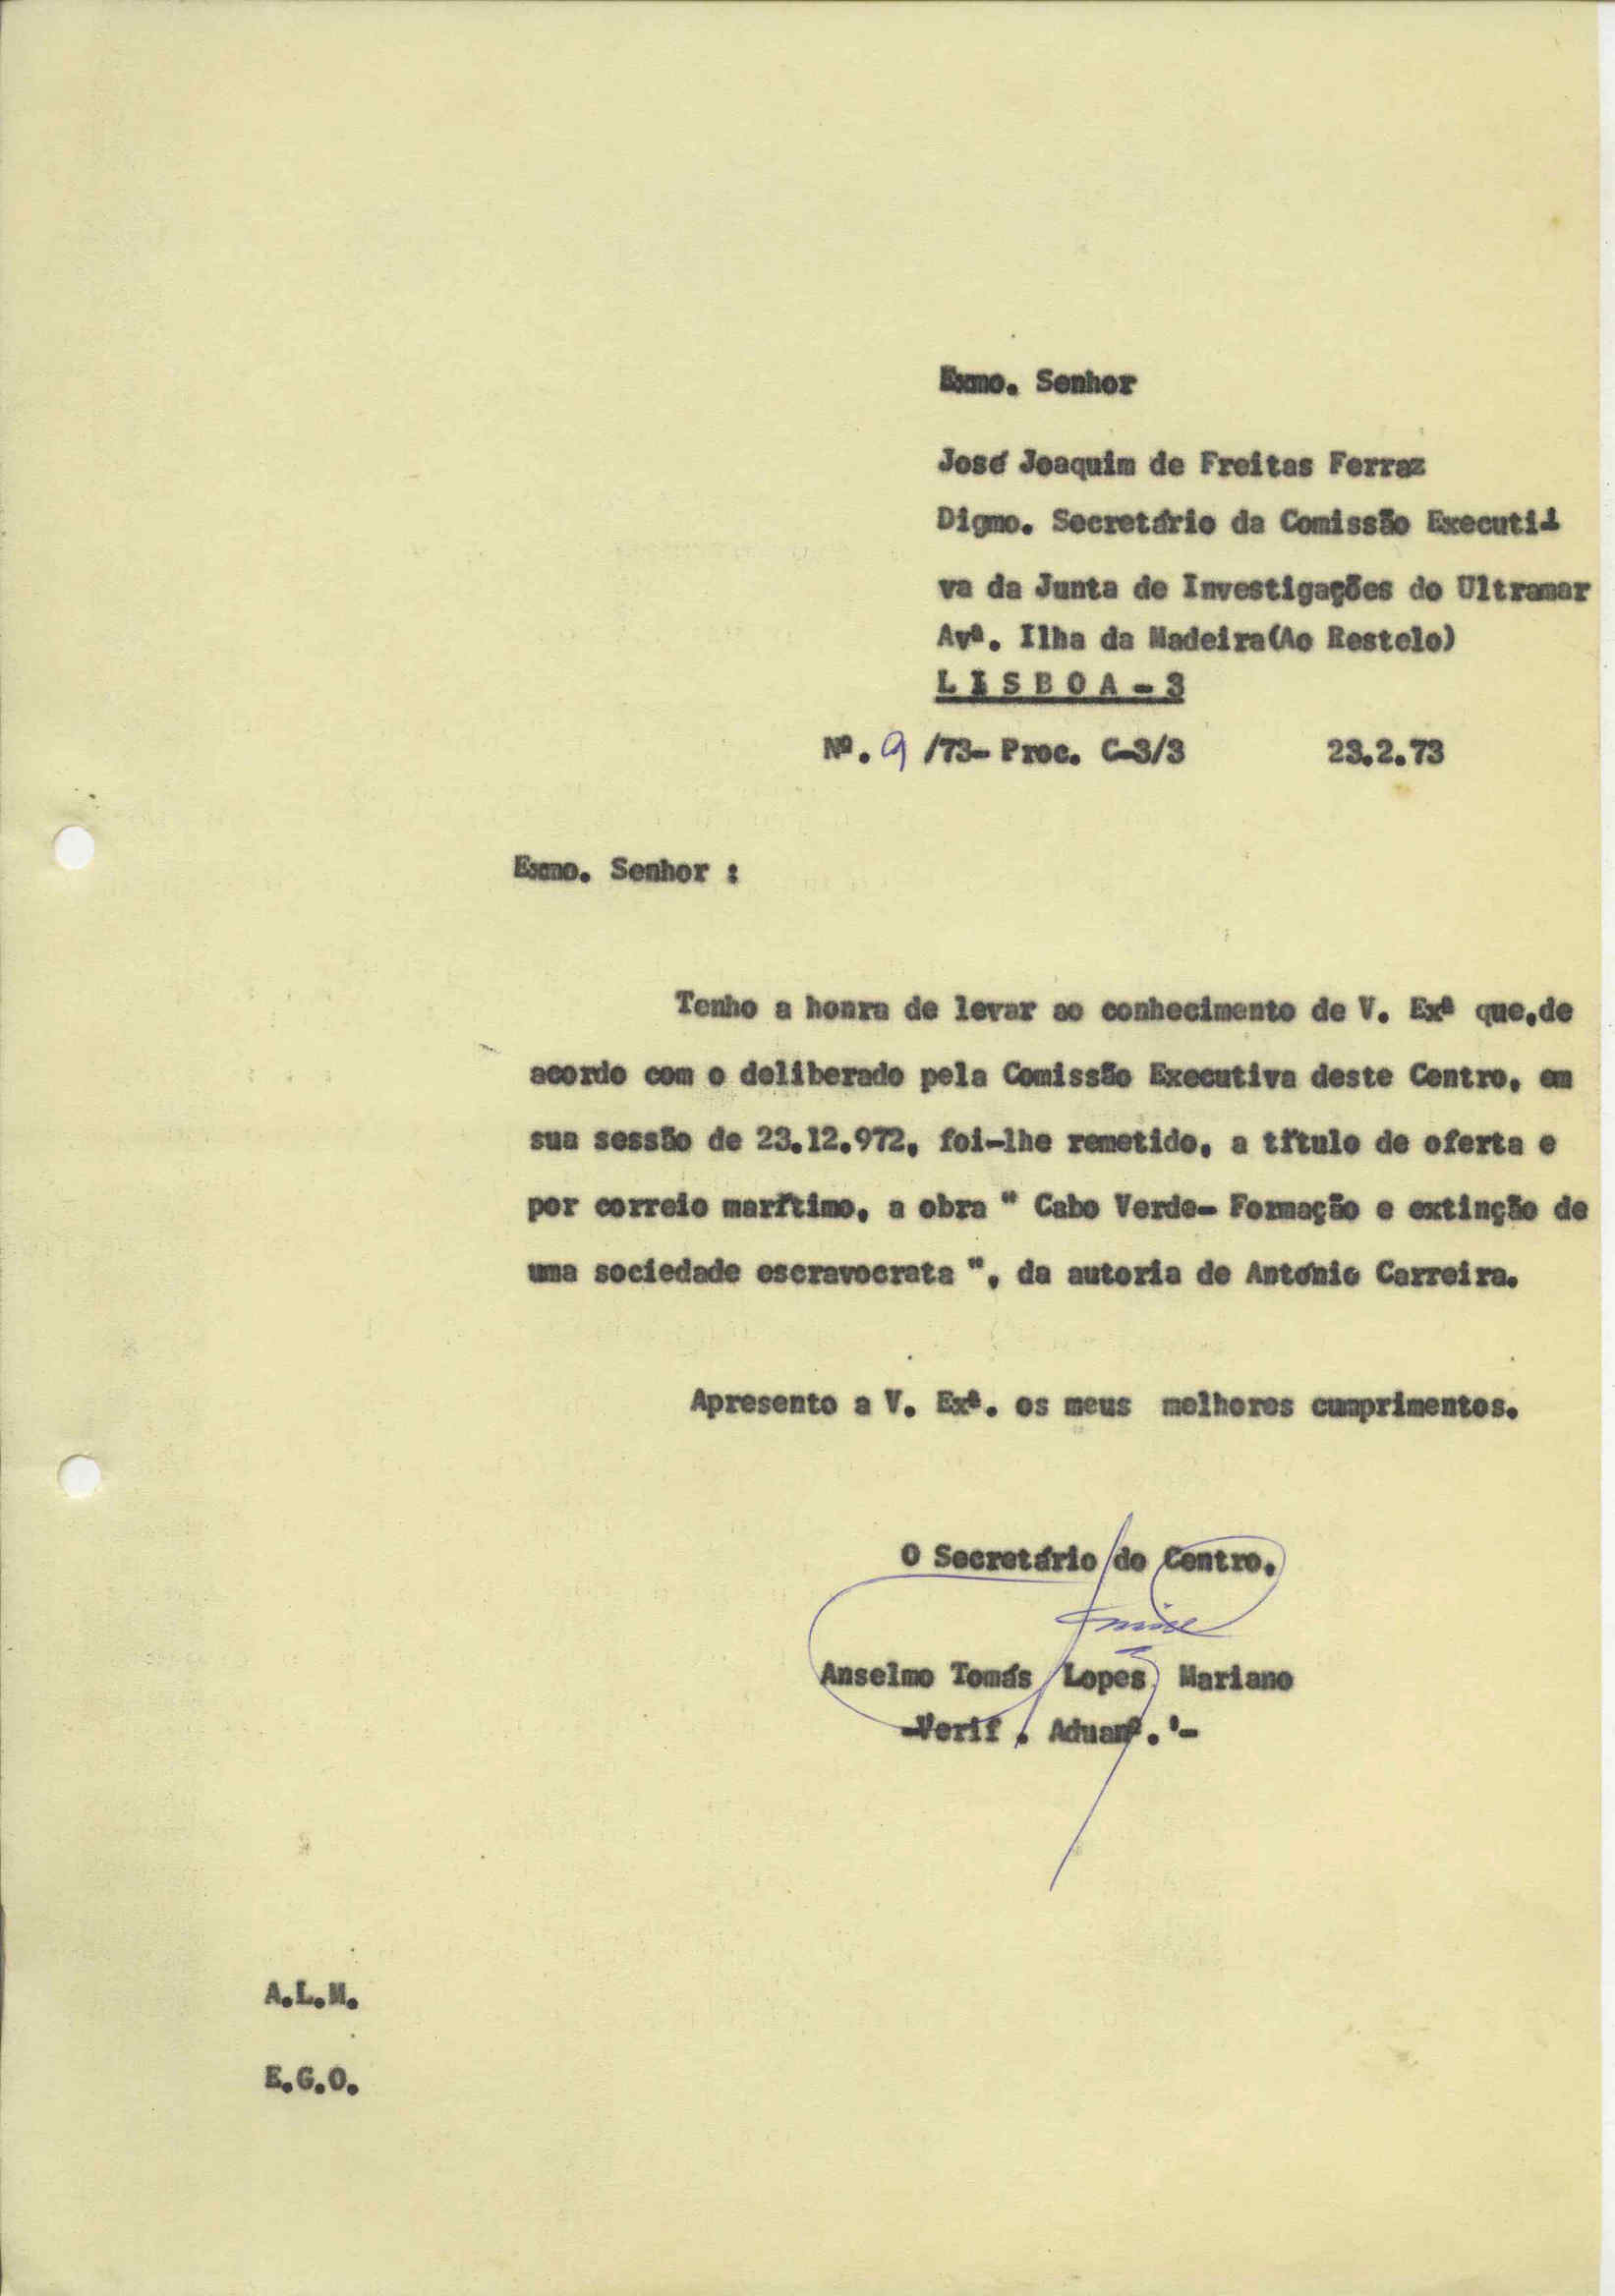 Exmo. Senhor
José Joaquim de Freitas Ferraz
Digmo. Secretário da Comissão Executi-
va da Junta de Investigações do Ultramar
Avª. Ilha da Madeira(Ao Restelo)
LISBOA-3
Nº. 9 /73- Proc. C-3/3 23.2.73
Exmo. Senhor :
Tenho a honra de levar ao conhecimento de V. Exª que,de
acordo com o deliberado pela Comissão Executiva deste Centro, em
sua sessão de 23.12.972, foi-lhe remetido, a título de oferta e
por correio marítimo, a obra " Cabo Verde- Formação e extinção de
uma sociedade escravocrata ", da autoria de António Carreira.
Apresento a V. Exª. os meus melhores cumprimentos.
O Secretário do Centro,
Anselmo Tomás Lopes Mariano
-Verif . Aduanº.'-
A.L.M.
E.G.O.